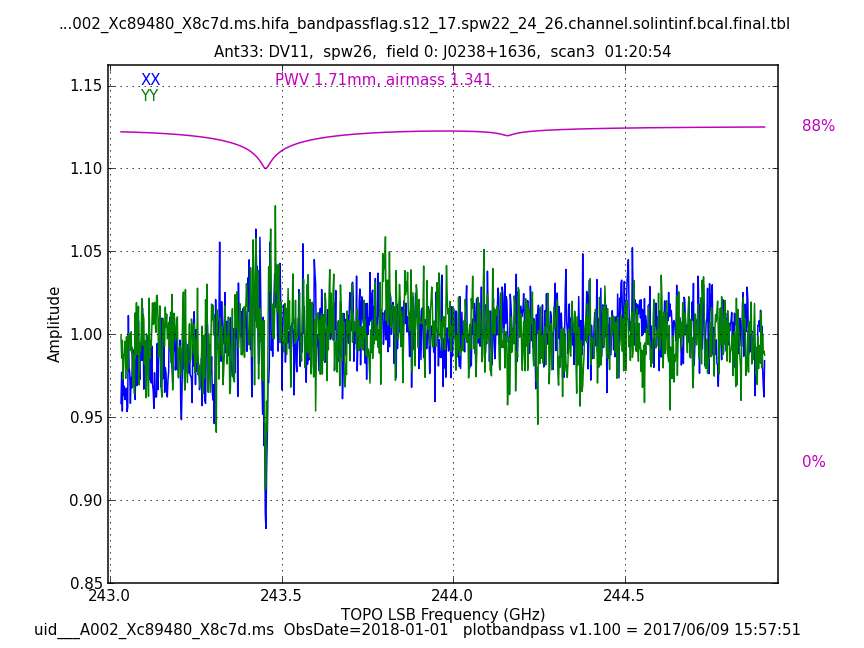 ...002_Xc89480_X8c7d.ms.hifa_bandpassflag.s12_17.spw22_24_26.channel.solintinf.bcal.final.tbl
Ant33: DV11, spw26, field 0: J0238+1636, scan3 01:20:54
XX
PWV 1.71mm, airmass 1.341
YY
1.15
1.10
1.05
1.00
0.95
0.90
0.85
Amplitude
88%
0%
243.0
243.5
244.0
244.5
TOPO LSB Frequency (GHz)
uid___A002_Xc89480_X8c7d.ms ObsDate=2018-01-01 plotbandpass v1.100 = 2017/06/09 15:57:51